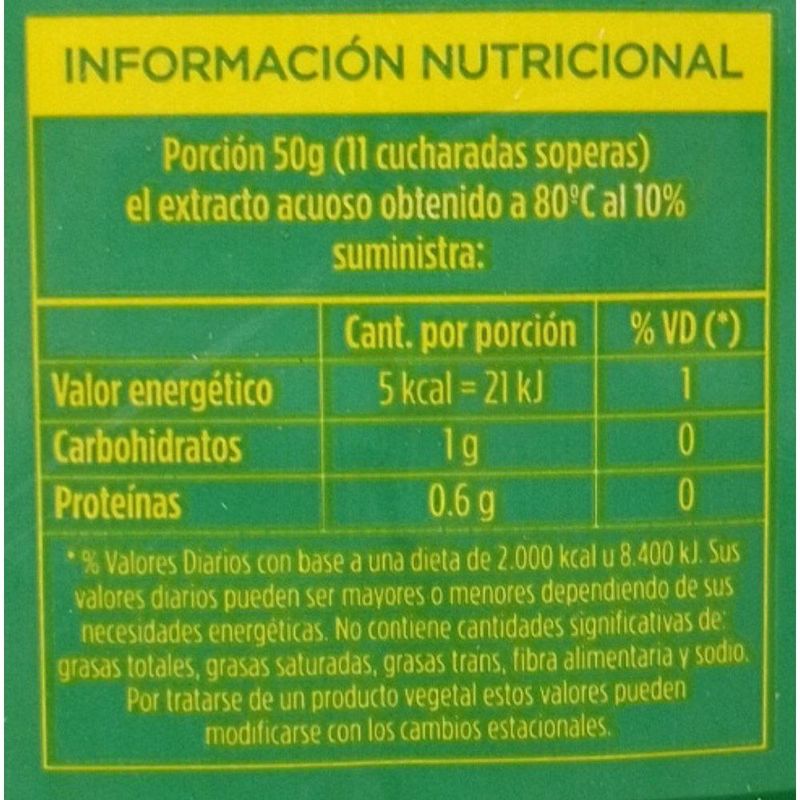 INFORMACIÓN NUTRICIONAL
Porción 50g (11 cucharadas soperas)
el extracto acuoso obtenido a 80ºC al 10%
suministra:
Cant. por porción % VD (*)
Valor energético 5 kcal = 21 kJ 1
Carbohidratos 1 g 0
Proteínas 0.6 g 0
* % Valores Diarios con base a una dieta de 2.000 kcal u 8.400 kJ. Sus
valores diarios pueden ser mayores o menores dependiendo de sus
necesidades energéticas. No contiene cantidades significativas de:
grasas totales, grasas saturadas, grasas trans, fibra alimentaria y sodio.
Por tratarse de un producto vegetal estos valores pueden
modificarse con los cambios estacionales.